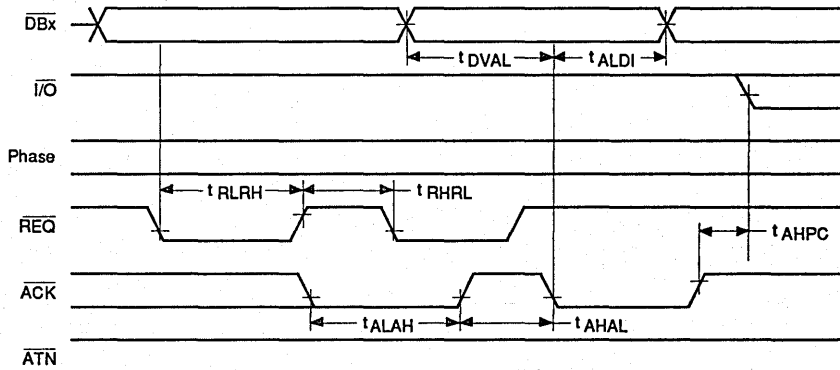 DBx
t DVAL
t ALDI
I/O
Phase
t RLRH
t RHRL
REQ
t AHPC
ACK
t ALAH
t AHAL
ATN